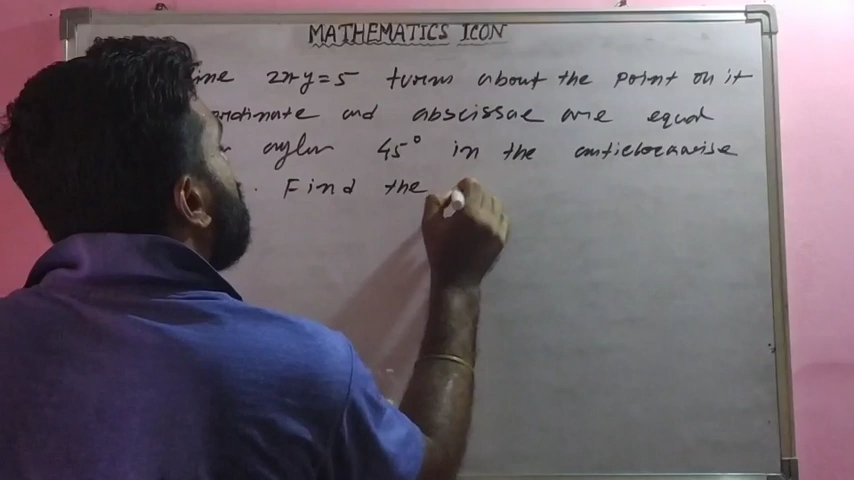 MATHEMATICS ICON
ine 2x-y=5 turns about the point on it
ordinate and abscissae are equal
45° in the anticlockwise
. Find the